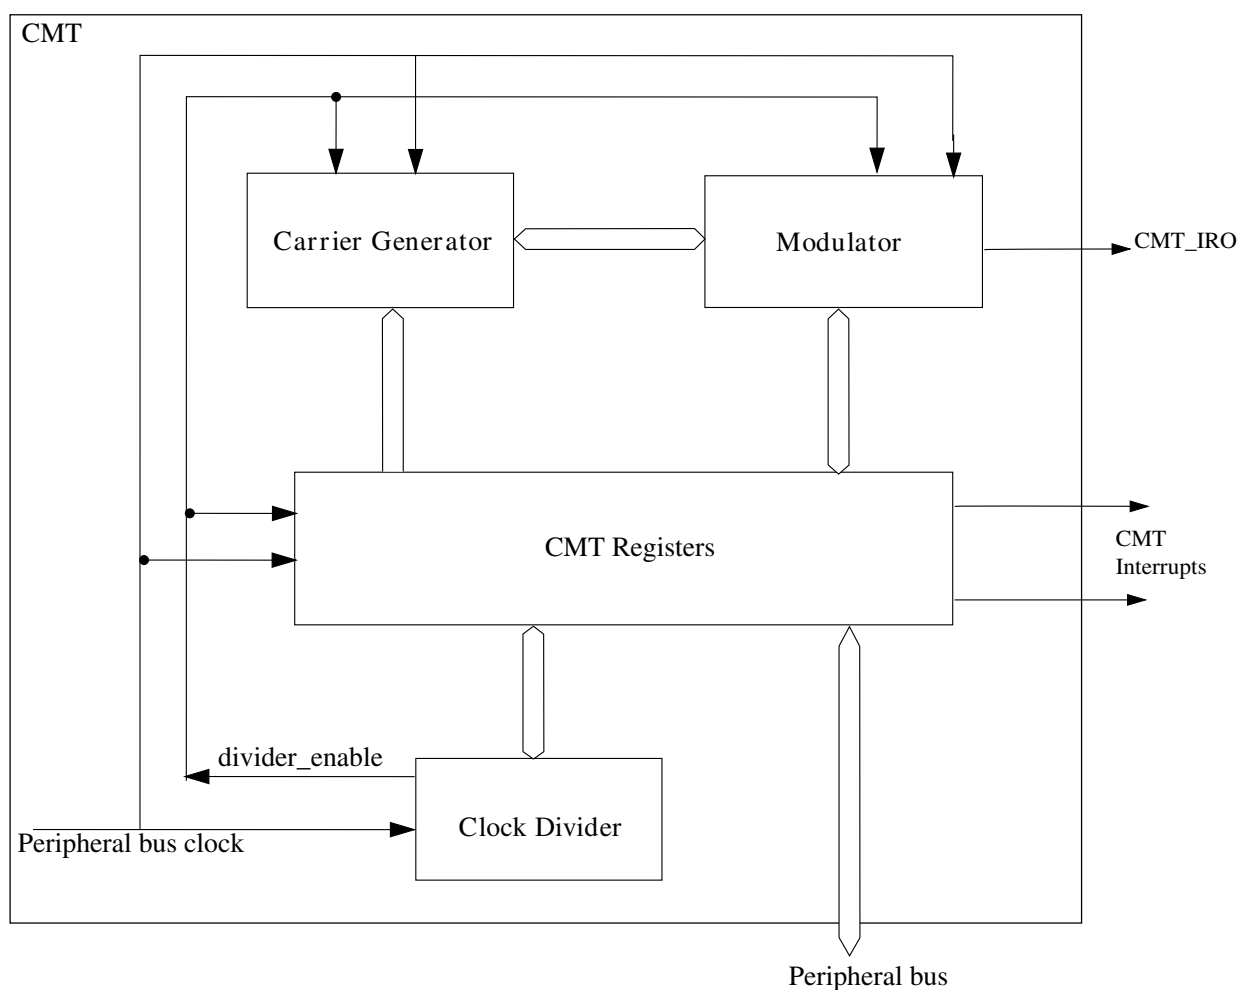 CMT
Carrier Generator
Modulator
CMT_IRO
CMT Registers
CMT
Interrupts
divider_enable
Clock Divider
Peripheral bus clock
Peripheral bus